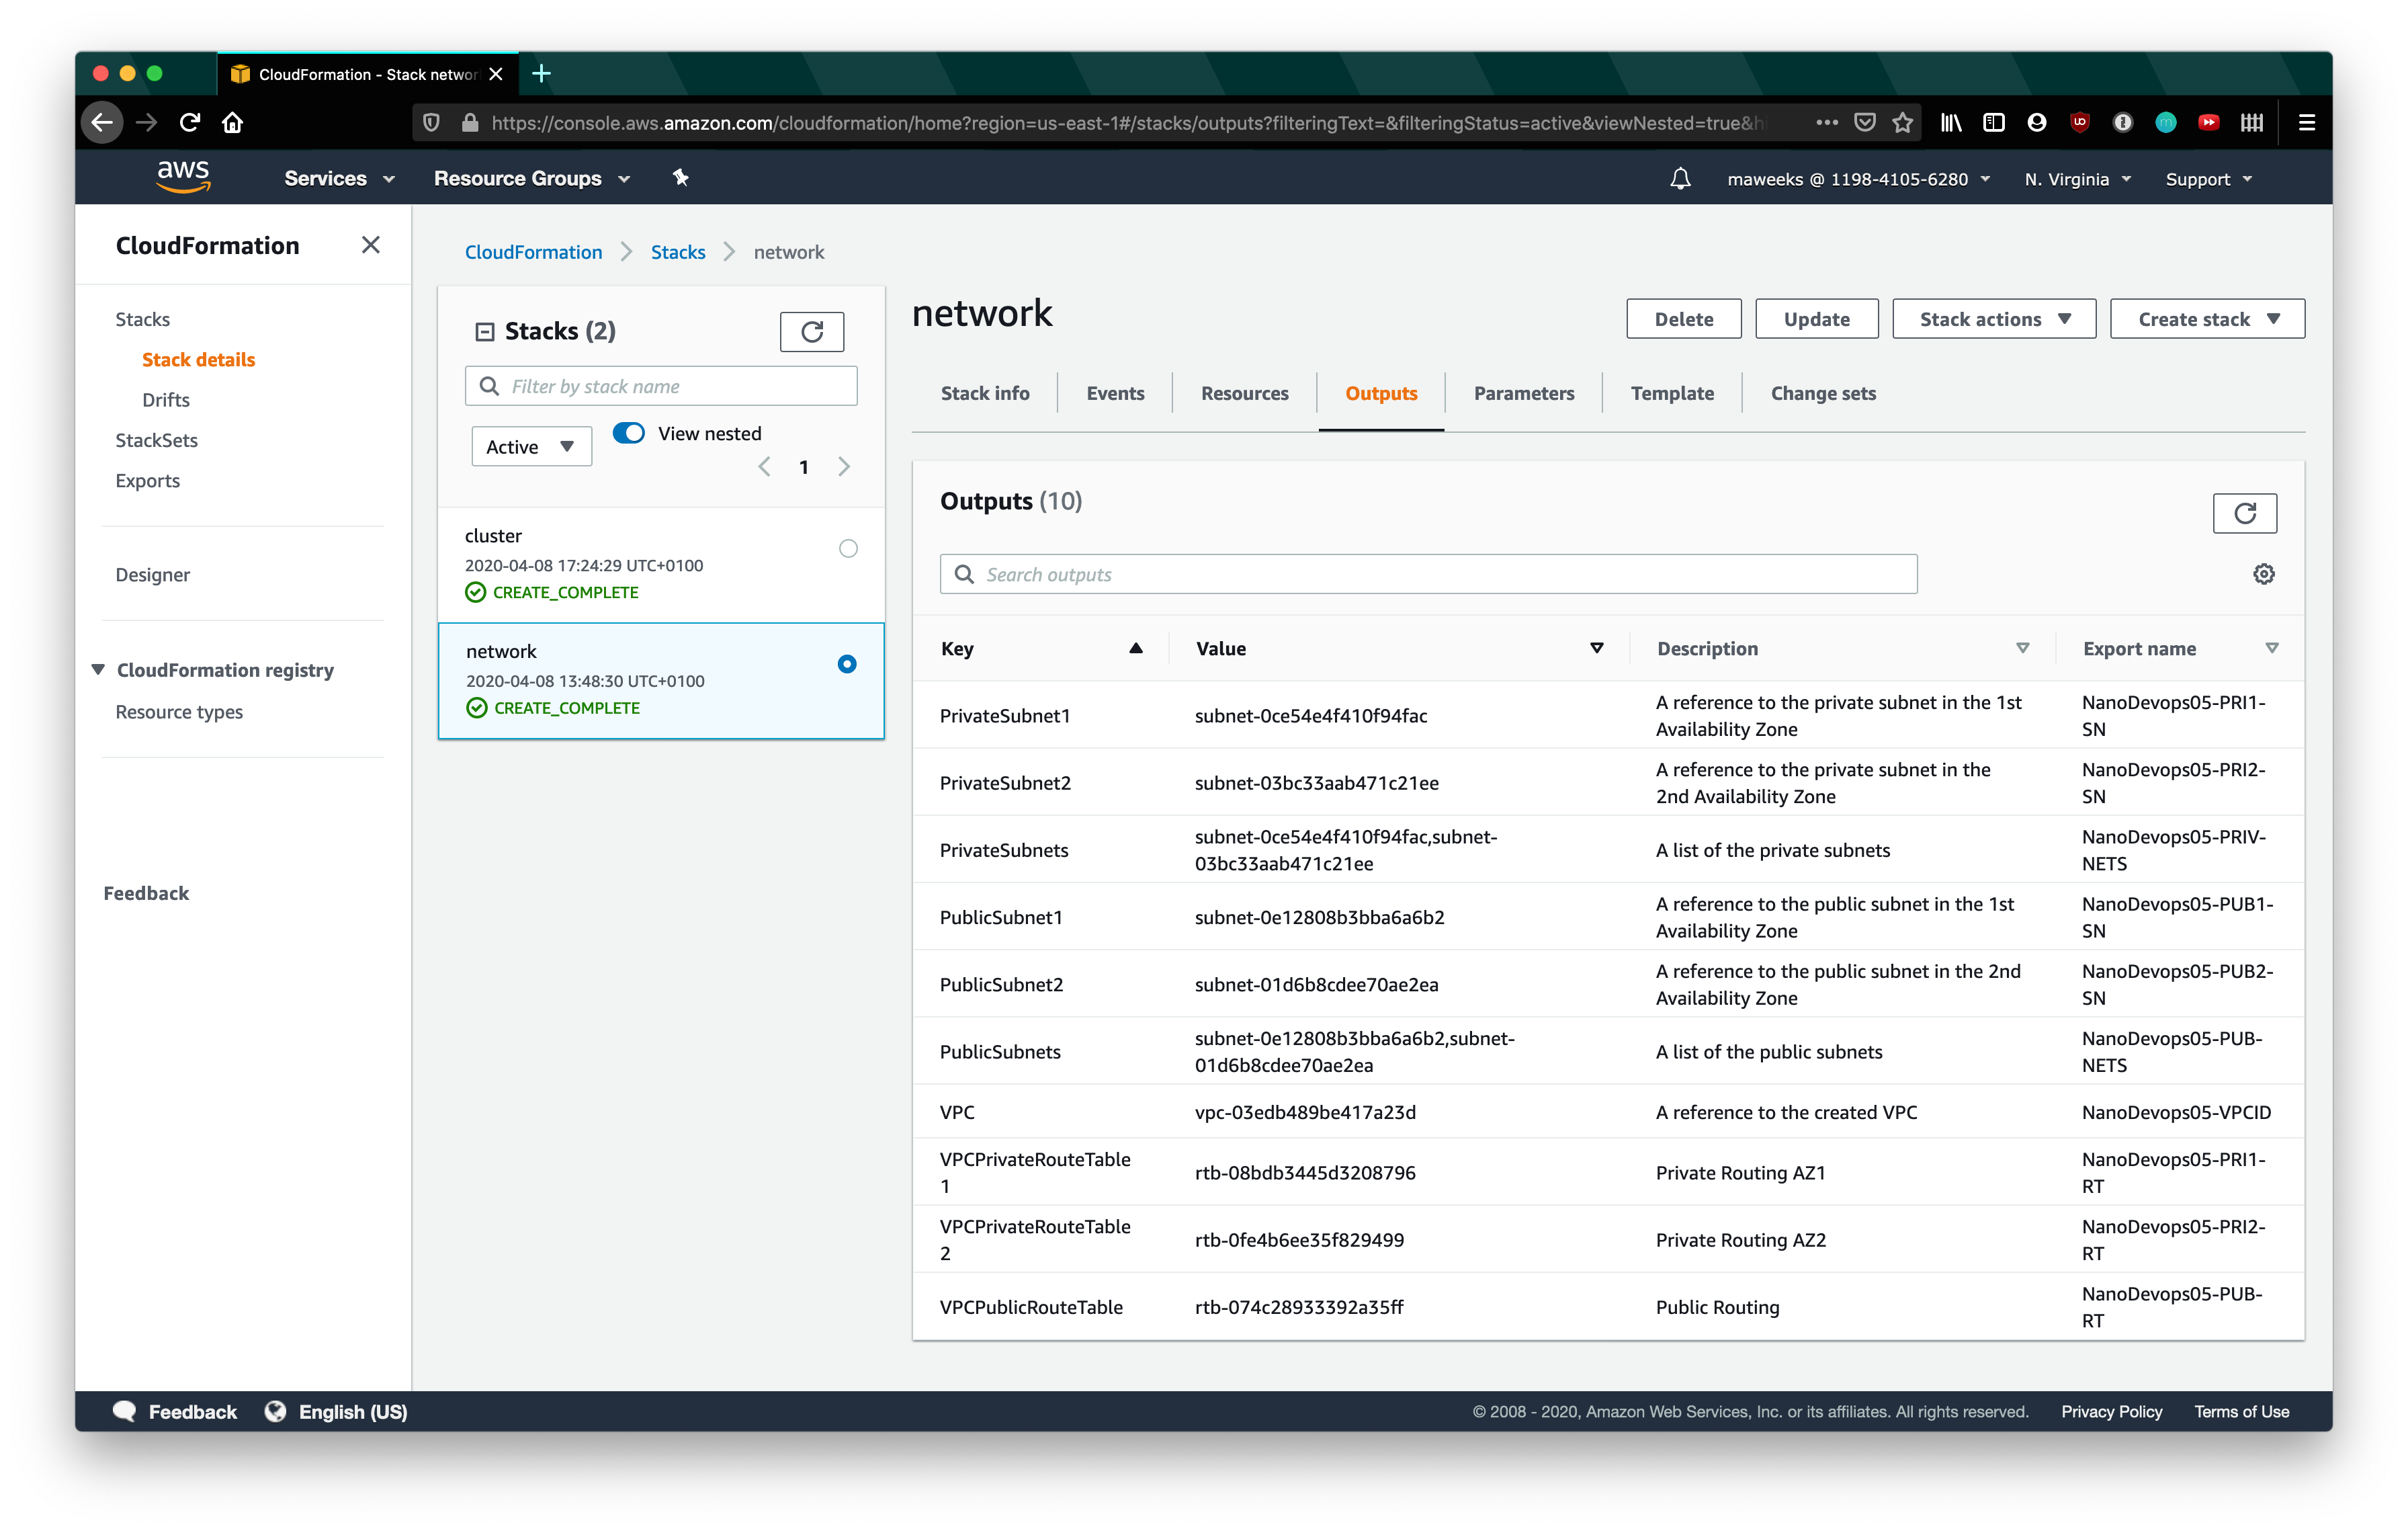 CloudFormation - Stack networ
https://console.aws.amazon.com/cloudformation/home?region=us-east-1#/stacks/outputs?filteringText=&filteringStatus=active&viewNested=true&h
aws
Services
Resource Groups
maweeks @ 1198-4105-6280
N. Virginia
Support
CloudFormation
Stacks
Stack details
Drifts
StackSets
Exports
Designer
CloudFormation registry
Resource types
Feedback
CloudFormation
Stacks
network
Stacks (2)
Filter by stack name
Active
View nested
1
cluster
2020-04-08 17:24:29 UTC+0100
CREATE_COMPLETE
network
2020-04-08 13:48:30 UTC+0100
CREATE_COMPLETE
network
Delete
Update
Stack actions
Create stack
Stack info
Events
Resources
Outputs
Parameters
Template
Change sets
Outputs (10)
Search outputs
Key
Value
Description
Export name
PrivateSubnet1
subnet-0ce54e4f410f94fac
A reference to the private subnet in the 1st
Availability Zone
NanoDevops05-PRI1-
SN
PrivateSubnet2
subnet-03bc33aab471c21ee
A reference to the private subnet in the
2nd Availability Zone
NanoDevops05-PRI2-
SN
PrivateSubnets
subnet-0ce54e4f410f94fac,subnet-
03bc33aab471c21ee
A list of the private subnets
NanoDevops05-PRIV-
NETS
PublicSubnet1
subnet-0e12808b3bba6a6b2
A reference to the public subnet in the 1st
Availability Zone
NanoDevops05-PUB1-
SN
PublicSubnet2
subnet-01d6b8cdee70ae2ea
A reference to the public subnet in the 2nd
Availability Zone
NanoDevops05-PUB2-
SN
PublicSubnets
subnet-0e12808b3bba6a6b2,subnet-
01d6b8cdee70ae2ea
A list of the public subnets
NanoDevops05-PUB-
NETS
VPC
vpc-03edb489be417a23d
A reference to the created VPC
NanoDevops05-VPCID
VPCPrivateRouteTable
1
rtb-08bdb3445d3208796
Private Routing AZ1
NanoDevops05-PRI1-
RT
VPCPrivateRouteTable
2
rtb-0fe4b6ee35f829499
Private Routing AZ2
NanoDevops05-PRI2-
RT
VPCPublicRouteTable
rtb-074c28933392a35ff
Public Routing
NanoDevops05-PUB-
RT
Feedback
English (US)
© 2008 - 2020, Amazon Web Services, Inc. or its affiliates. All rights reserved.
Privacy Policy
Terms of Use